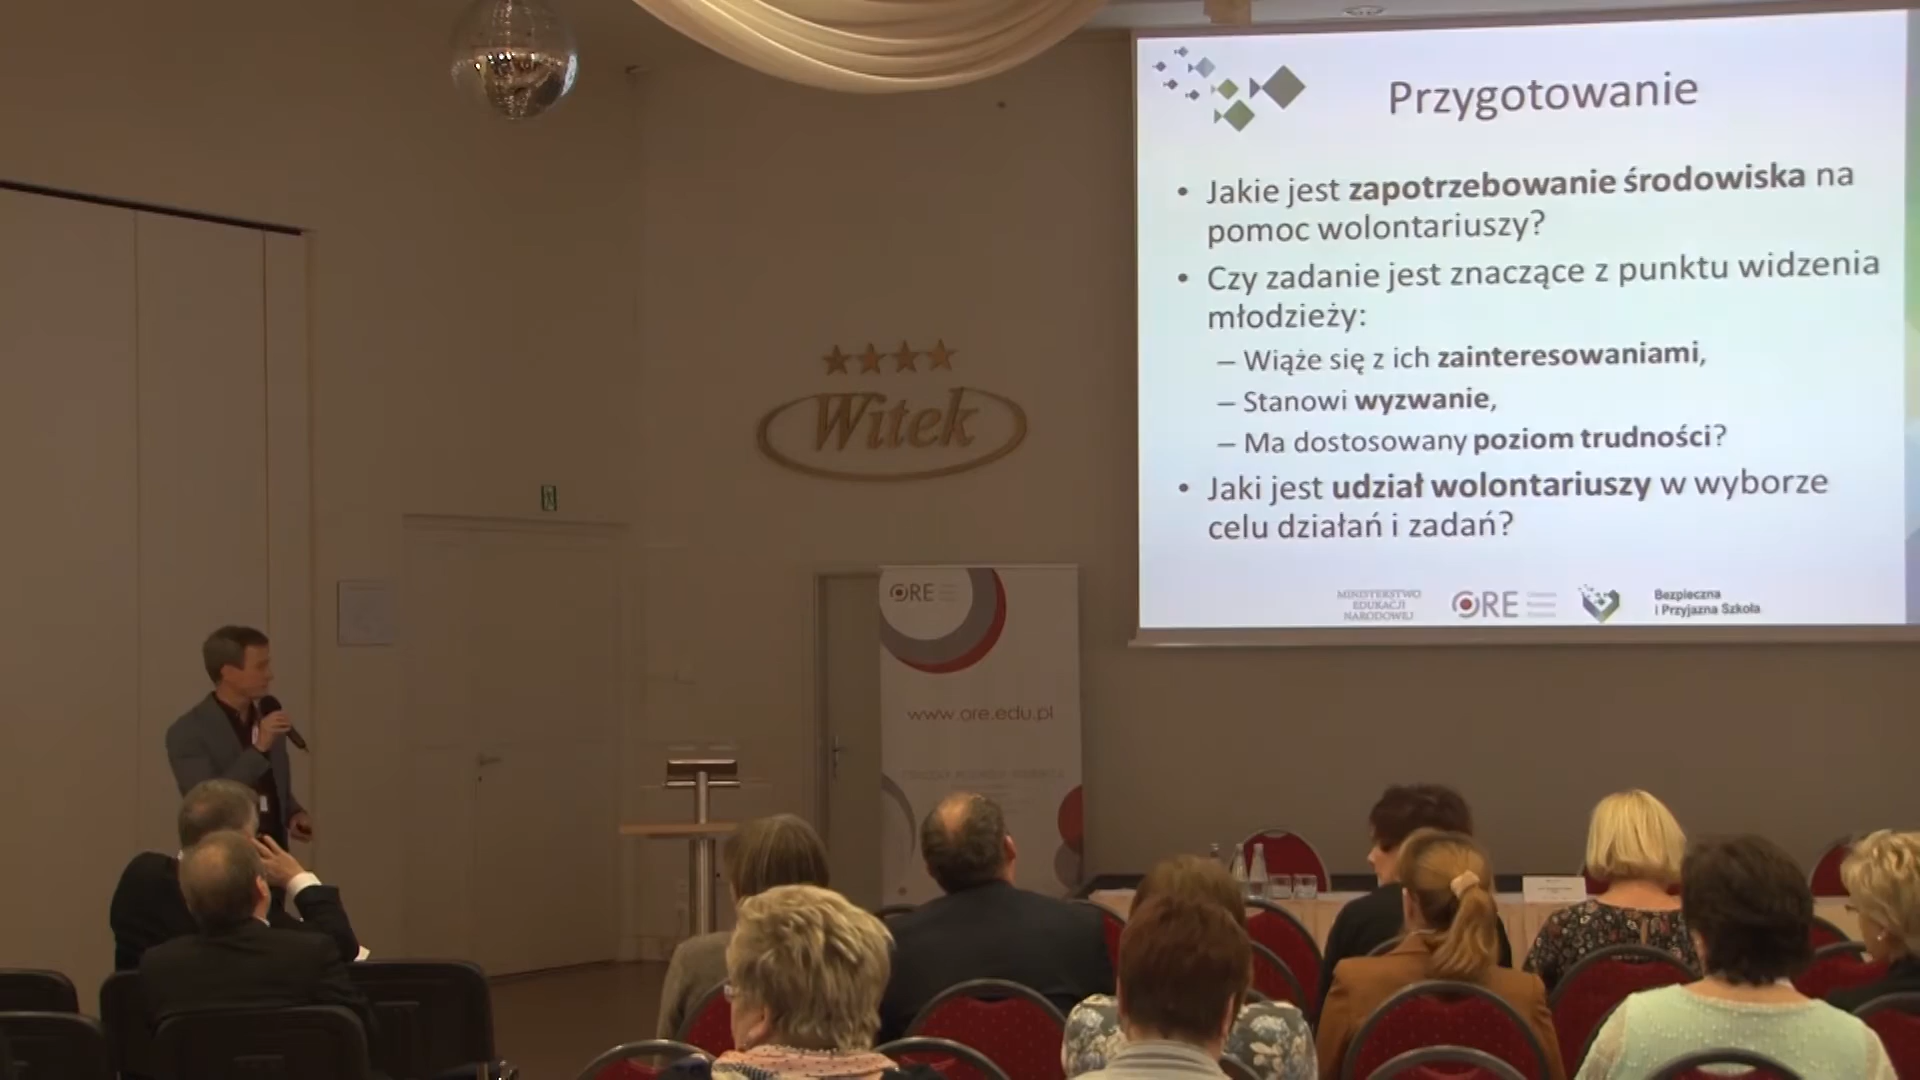 Przygotowanie
• Jakie jest zapotrzebowanie środowiska na
pomoc wolontariuszy?
• Czy zadanie jest znaczące z punktu widzenia
młodzieży:
– Wiąże się z ich zainteresowaniami,
– Stanowi wyzwanie,
– Ma dostosowany poziom trudności?
• Jaki jest udział wolontariuszy w wyborze
celu działań i zadań?
MINISTERSTWO
EDUKACJI
NARODOWEJ
ORE
Bezpieczna
i Przyjazna Szkoła
Witek
ORE
www.ore.edu.pl